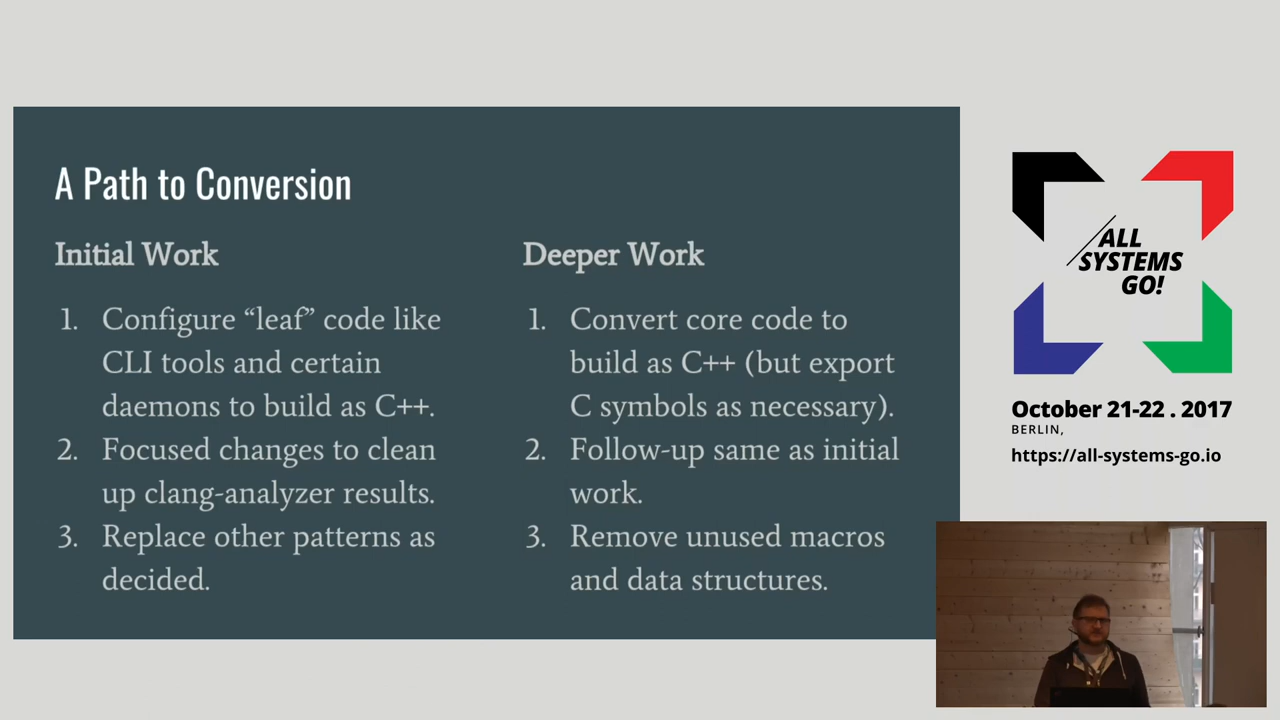 A Path to Conversion
Initial Work
1. Configure “leaf” code like
CLI tools and certain
daemons to build as C++.
2. Focused changes to clean
up clang-analyzer results.
3. Replace other patterns as
decided.
Deeper Work
1. Convert core code to
build as C++ (but export
C symbols as necessary).
2. Follow-up same as initial
work.
3. Remove unused macros
and data structures.
ALL
SYSTEMS
GO!
October 21-22 . 2017
BERLIN,
https://all-systems-go.io